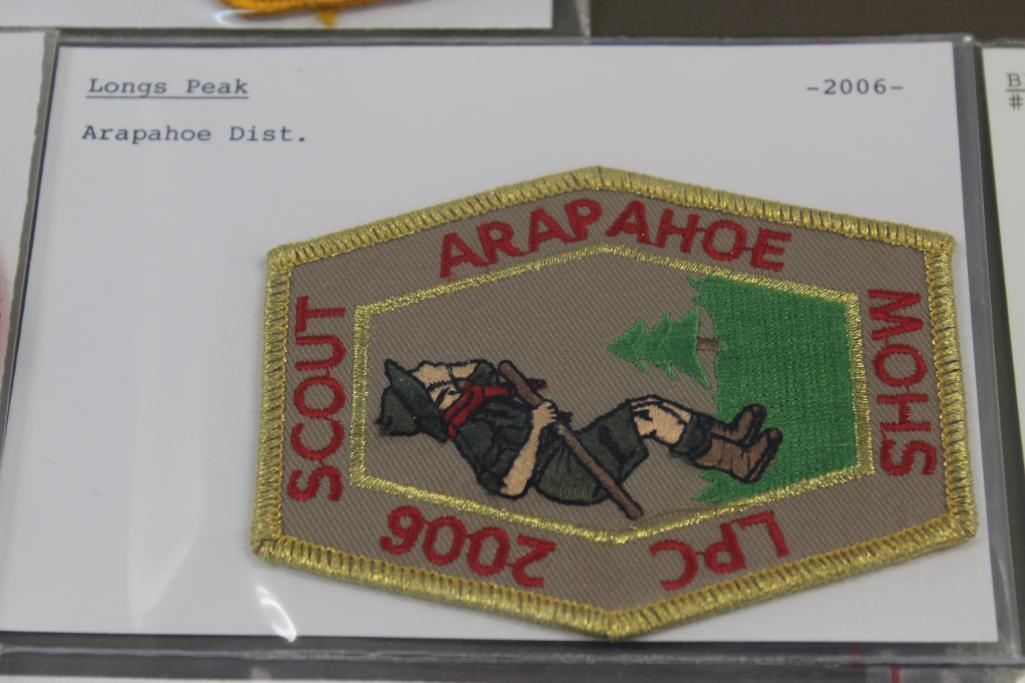 Longs Peak
-2006-
Arapahoe Dist.
ARAPAHOE
SCOUT
SHOW
2006
LPC
B
#